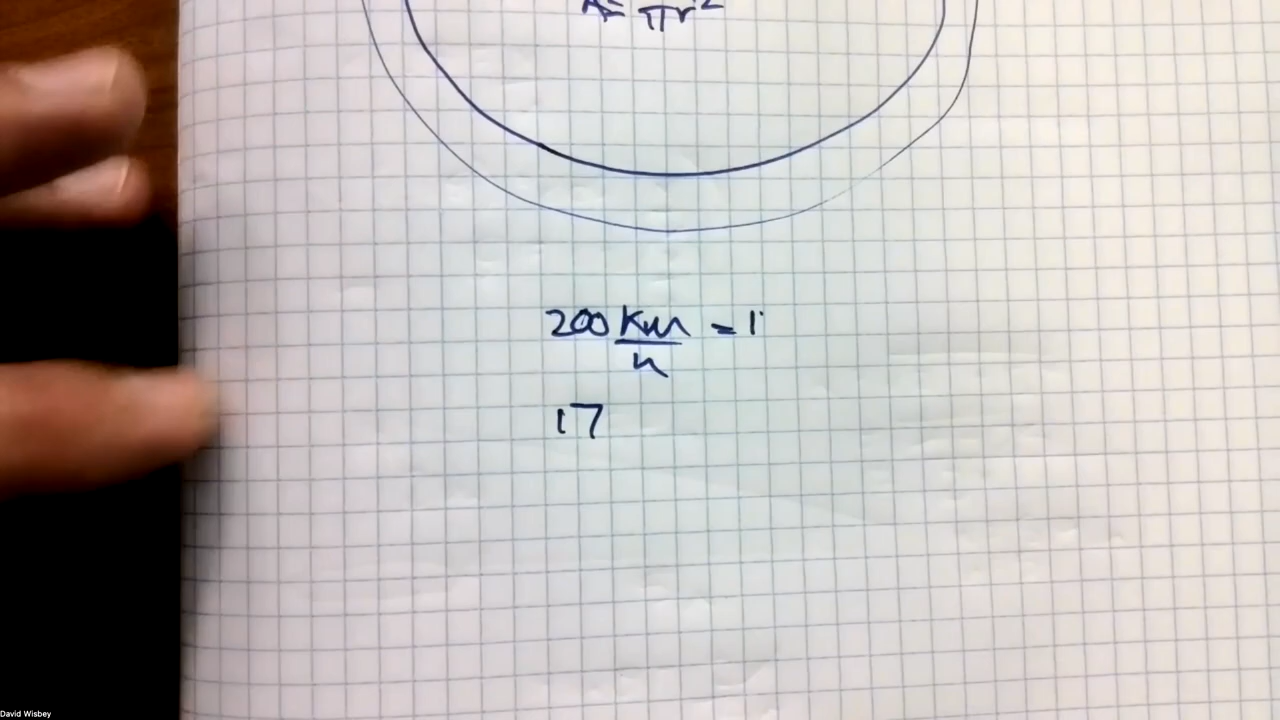 A = πr²
200 km/h = 1
17
David Wisbey